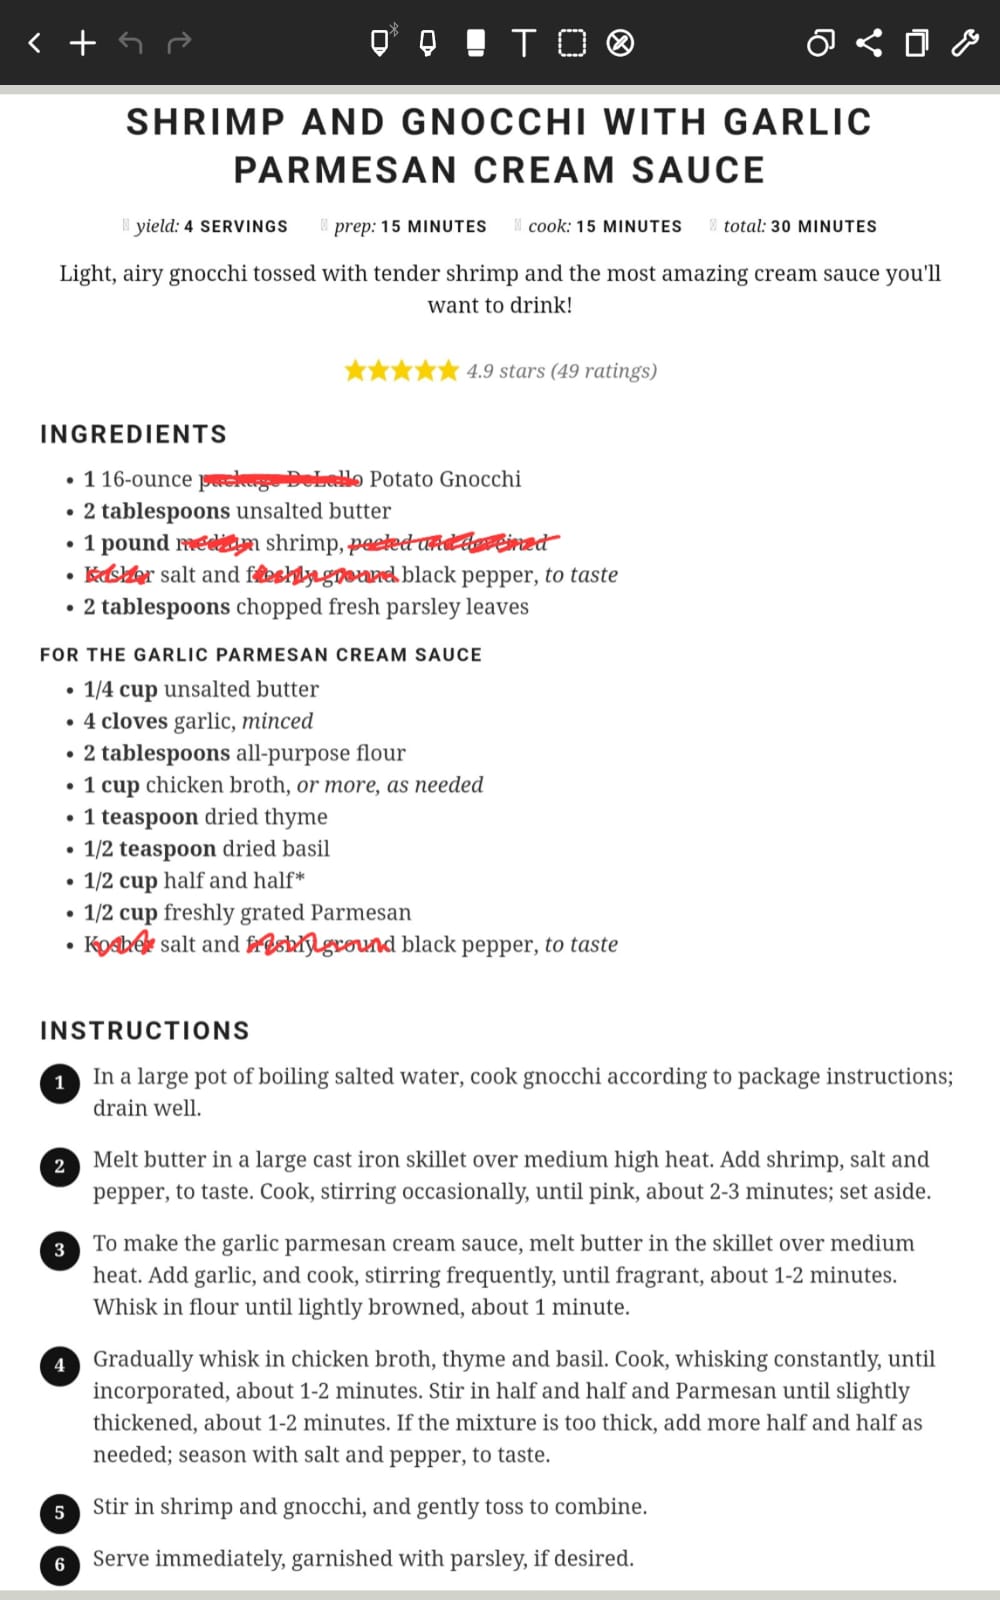 SHRIMP AND GNOCCHI WITH GARLIC
PARMESAN CREAM SAUCE
yield: 4 SERVINGS prep: 15 MINUTES cook: 15 MINUTES total: 30 MINUTES
Light, airy gnocchi tossed with tender shrimp and the most amazing cream sauce you'll
want to drink!
4.9 stars (49 ratings)
INGREDIENTS
• 1 16-ounce package DeLallo Potato Gnocchi
• 2 tablespoons unsalted butter
• 1 pound medium shrimp, peeled and deveined
• Kosher salt and freshly ground black pepper, to taste
• 2 tablespoons chopped fresh parsley leaves
FOR THE GARLIC PARMESAN CREAM SAUCE
• 1/4 cup unsalted butter
• 4 cloves garlic, minced
• 2 tablespoons all-purpose flour
• 1 cup chicken broth, or more, as needed
• 1 teaspoon dried thyme
• 1/2 teaspoon dried basil
• 1/2 cup half and half*
• 1/2 cup freshly grated Parmesan
• Kosher salt and freshly ground black pepper, to taste
INSTRUCTIONS
1 In a large pot of boiling salted water, cook gnocchi according to package instructions;
drain well.
2 Melt butter in a large cast iron skillet over medium high heat. Add shrimp, salt and
pepper, to taste. Cook, stirring occasionally, until pink, about 2-3 minutes; set aside.
3 To make the garlic parmesan cream sauce, melt butter in the skillet over medium
heat. Add garlic, and cook, stirring frequently, until fragrant, about 1-2 minutes.
Whisk in flour until lightly browned, about 1 minute.
4 Gradually whisk in chicken broth, thyme and basil. Cook, whisking constantly, until
incorporated, about 1-2 minutes. Stir in half and half and Parmesan until slightly
thickened, about 1-2 minutes. If the mixture is too thick, add more half and half as
needed; season with salt and pepper, to taste.
5 Stir in shrimp and gnocchi, and gently toss to combine.
6 Serve immediately, garnished with parsley, if desired.